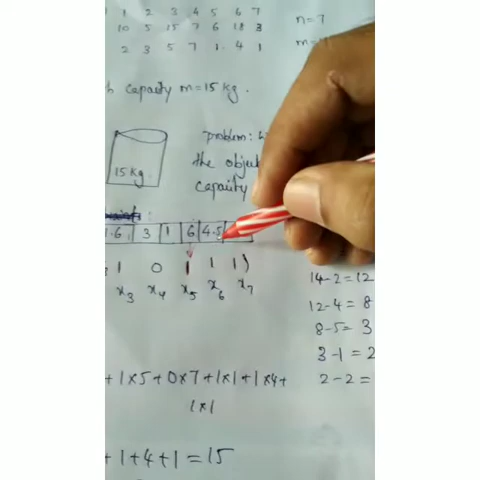 1 1 2 3 4 5 6 7
10 5 15 7 6 18 3
2 3 5 7 1 4 1
n=7
m=
capacity m=15 kg.
problem:
the objec
capacity
15 kg
1.6 3 1 6 4.5
1 0 1 1 1)
x3 x4 x5 x6 x7
14-2=12
12-4=8
8-5=3
3-1=2
2-2=
+1×5+0×7+1×1+1×4+
1×1
+1+4+1=15